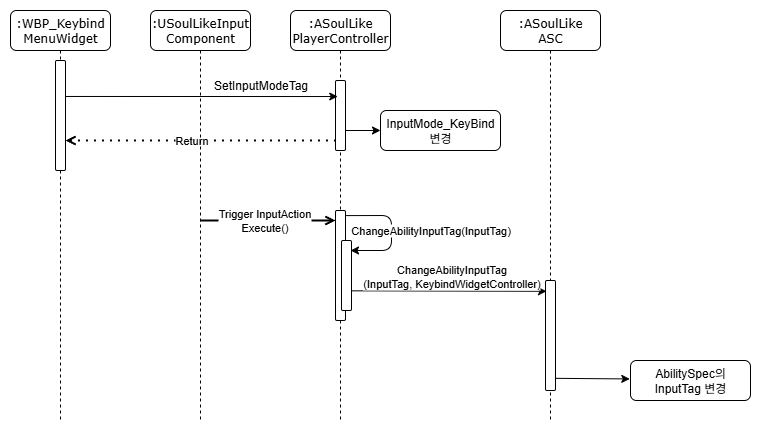 :WBP_Keybind
MenuWidget
:USoulLikeInput
Component
:ASoulLike
PlayerController
:ASoulLike
ASC
SetInputModeTag
InputMode_KeyBind
변경
Return
Trigger InputAction
Execute()
ChangeAbilityInputTag(InputTag)
ChangeAbilityInputTag
(InputTag, KeybindWidgetController)
AbilitySpec의
InputTag 변경